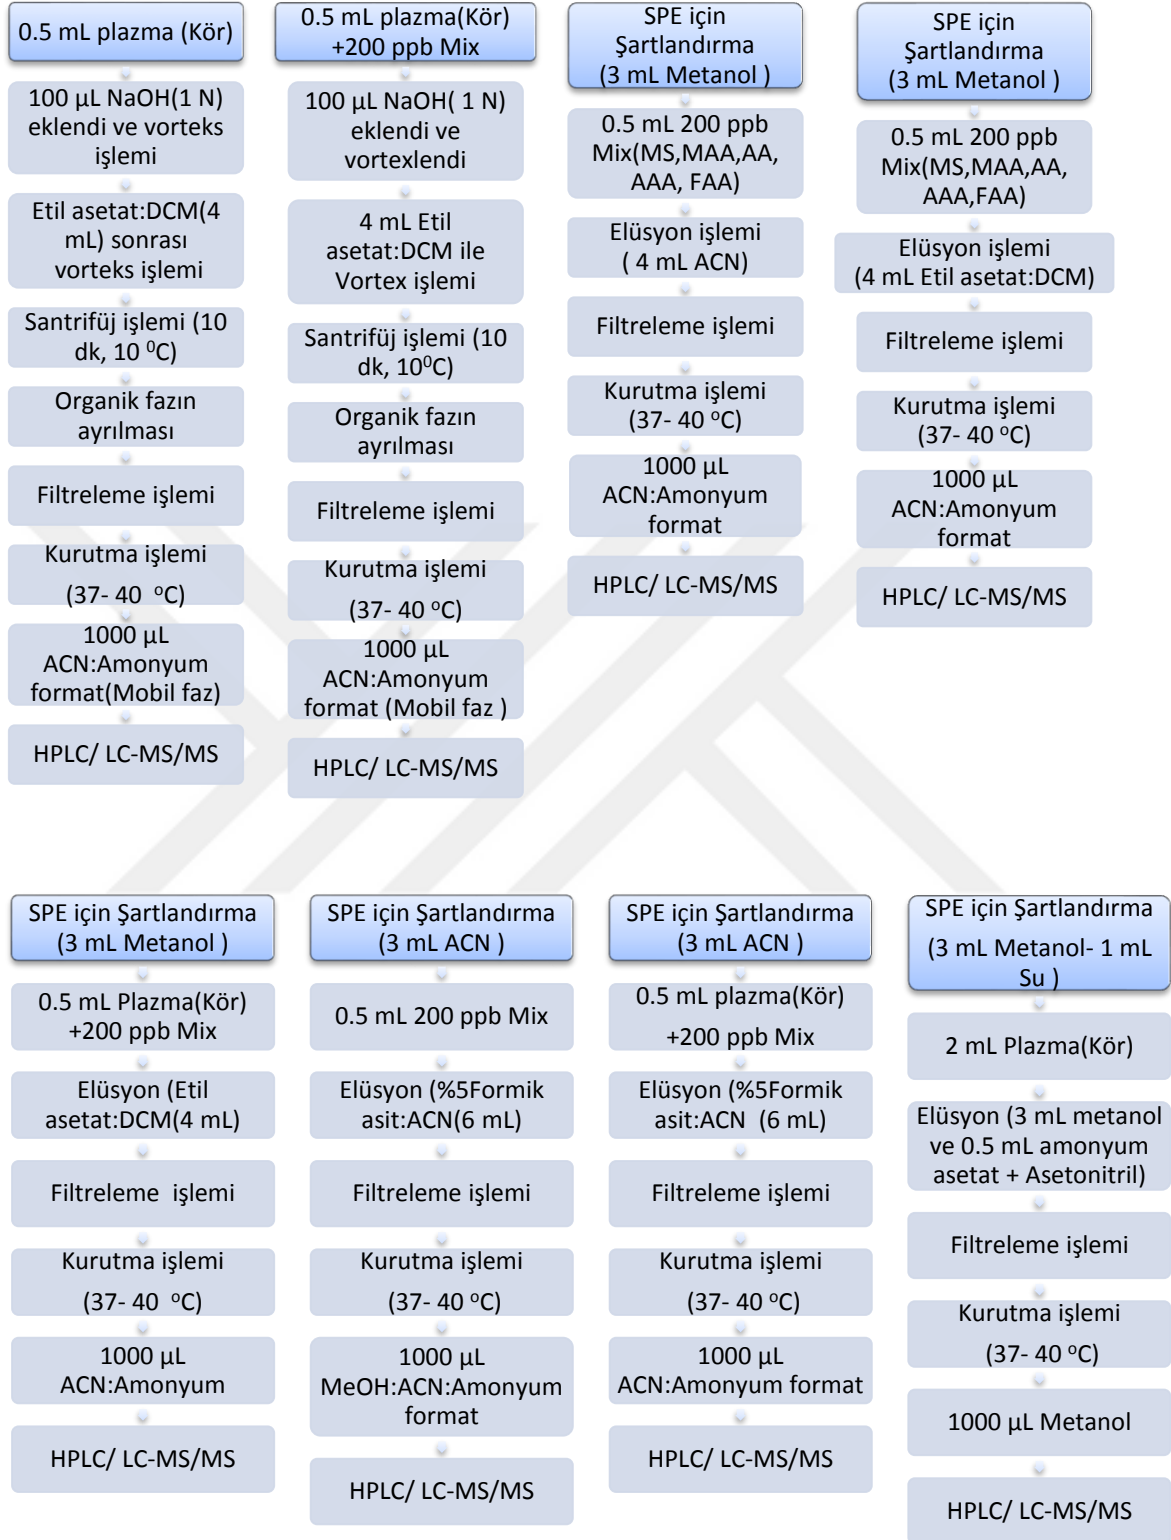 0.5 mL plazma (Kör)
100 µL NaOH(1 N)
eklendi ve vorteks
işlemi
Etil asetat:DCM(4
mL) sonrası
vorteks işlemi
Santrifüj işlemi (10
dk, 10 ⁰C)
Organik fazın
ayrılması
Filtreleme işlemi
Kurutma işlemi
(37- 40 ᵒC)
1000 µL
ACN:Amonyum
format(Mobil faz)
HPLC/ LC-MS/MS
0.5 mL plazma(Kör)
+200 ppb Mix
100 µL NaOH( 1 N)
eklendi ve
vortexlendi
4 mL Etil
asetat:DCM ile
Vortex işlemi
Santrifüj işlemi (10
dk, 10⁰C)
Organik fazın
ayrılması
Filtreleme işlemi
Kurutma işlemi
(37- 40 ᵒC)
1000 µL
ACN:Amonyum
format (Mobil faz )
HPLC/ LC-MS/MS
SPE için
Şartlandırma
(3 mL Metanol )
0.5 mL 200 ppb
Mix(MS,MAA,AA,
AAA, FAA)
Elüsyon işlemi
( 4 mL ACN)
Filtreleme işlemi
Kurutma işlemi
(37- 40 ᵒC)
1000 µL
ACN:Amonyum
format
HPLC/ LC-MS/MS
SPE için
Şartlandırma
(3 mL Metanol )
0.5 mL 200 ppb
Mix(MS,MAA,AA,
AAA,FAA)
Elüsyon işlemi
(4 mL Etil asetat:DCM)
Filtreleme işlemi
Kurutma işlemi
(37- 40 ᵒC)
1000 µL
ACN:Amonyum
format
HPLC/ LC-MS/MS
SPE için Şartlandırma
(3 mL Metanol )
0.5 mL Plazma(Kör)
+200 ppb Mix
Elüsyon (Etil
asetat:DCM(4 mL)
Filtreleme işlemi
Kurutma işlemi
(37- 40 ᵒC)
1000 µL
ACN:Amonyum
HPLC/ LC-MS/MS
SPE için Şartlandırma
(3 mL ACN )
0.5 mL 200 ppb Mix
Elüsyon (%5Formik
asit:ACN(6 mL)
Filtreleme işlemi
Kurutma işlemi
(37- 40 ᵒC)
1000 µL
MeOH:ACN:Amonyum
format
HPLC/ LC-MS/MS
SPE için Şartlandırma
(3 mL ACN )
0.5 mL plazma(Kör)
+200 ppb Mix
Elüsyon (%5Formik
asit:ACN (6 mL)
Filtreleme işlemi
Kurutma işlemi
(37- 40 ᵒC)
1000 µL
ACN:Amonyum format
HPLC/ LC-MS/MS
SPE için Şartlandırma
(3 mL Metanol- 1 mL
Su )
2 mL Plazma(Kör)
Elüsyon (3 mL metanol
ve 0.5 mL amonyum
asetat + Asetonitril)
Filtreleme işlemi
Kurutma işlemi
(37- 40 ᵒC)
1000 µL Metanol
HPLC/ LC-MS/MS